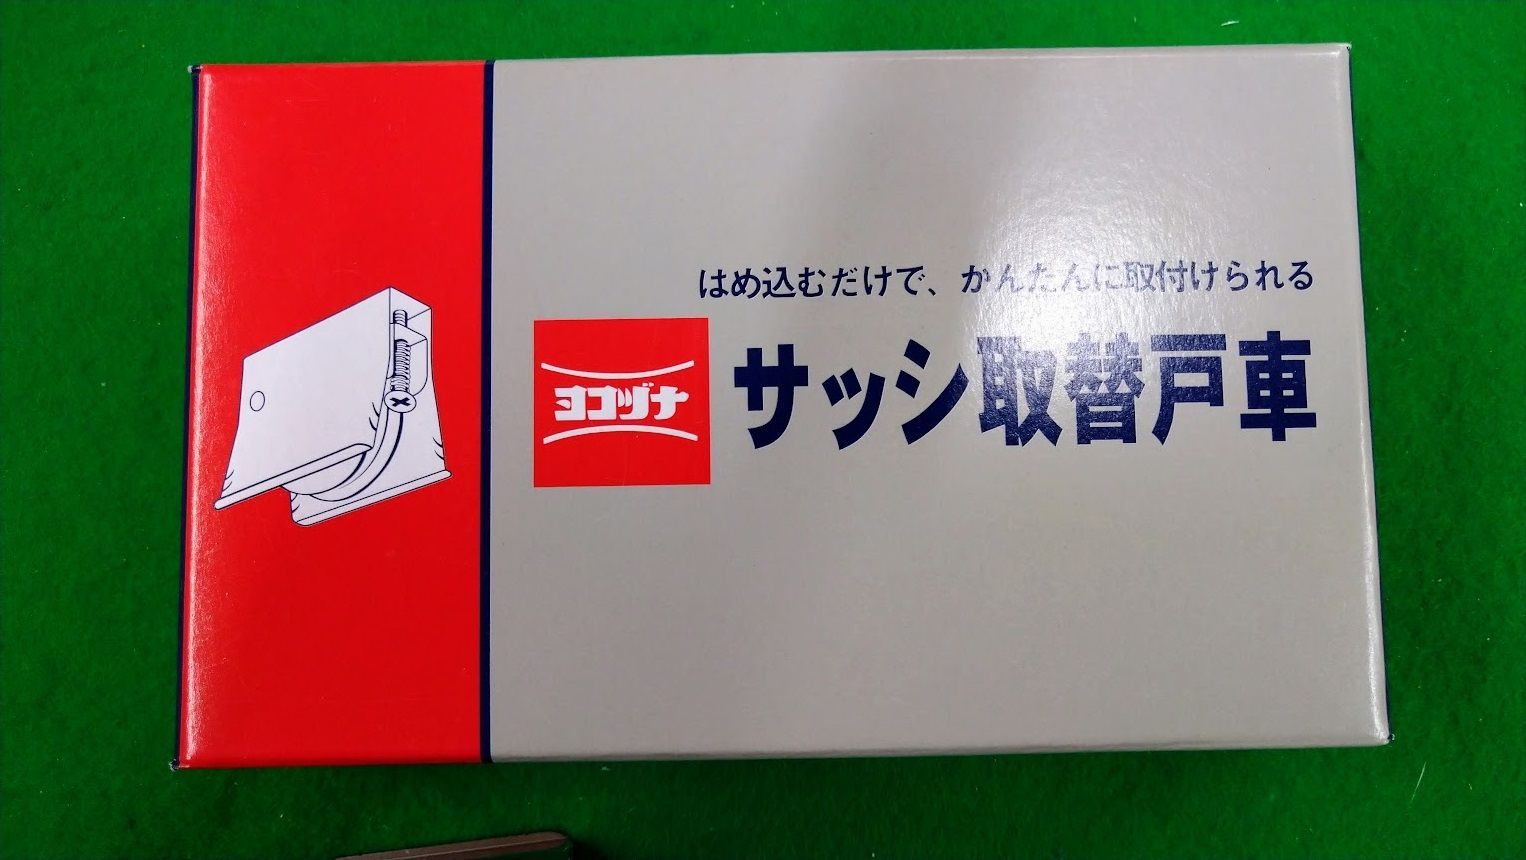 はめ込むだけで、かんたんに取付けられる
ヨコヅナ
サッシ取替戸車